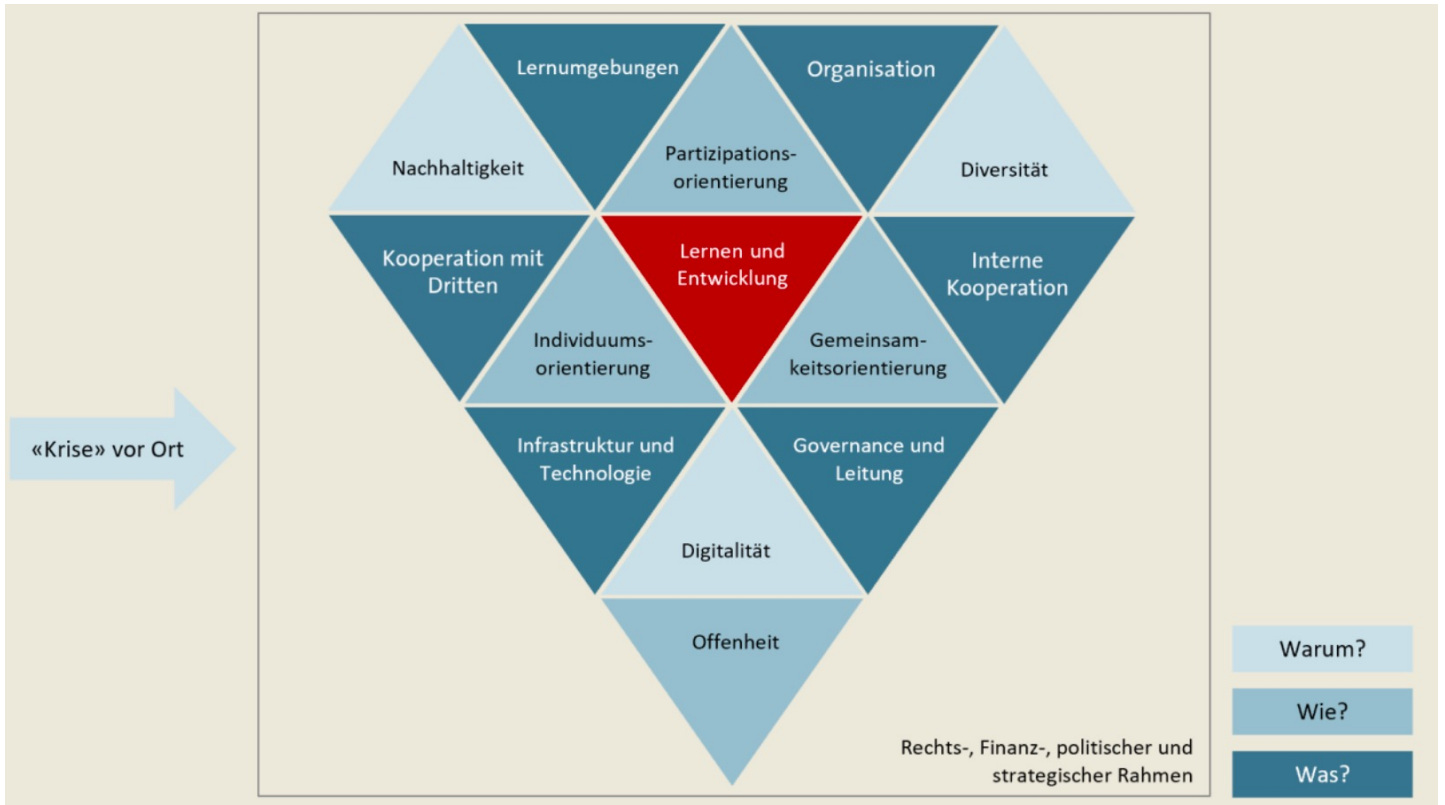 Lernumgebungen
Organisation
Nachhaltigkeit
Partizipations-
orientierung
Diversität
Kooperation mit
Dritten
Lernen und
Entwicklung
Interne
Kooperation
Individuums-
orientierung
Gemeinsam-
keitsorientierung
«Krise» vor Ort
Infrastruktur und
Technologie
Governance und
Leitung
Digitalität
Offenheit
Rechts-, Finanz-, politischer und
strategischer Rahmen
Warum?
Wie?
Was?